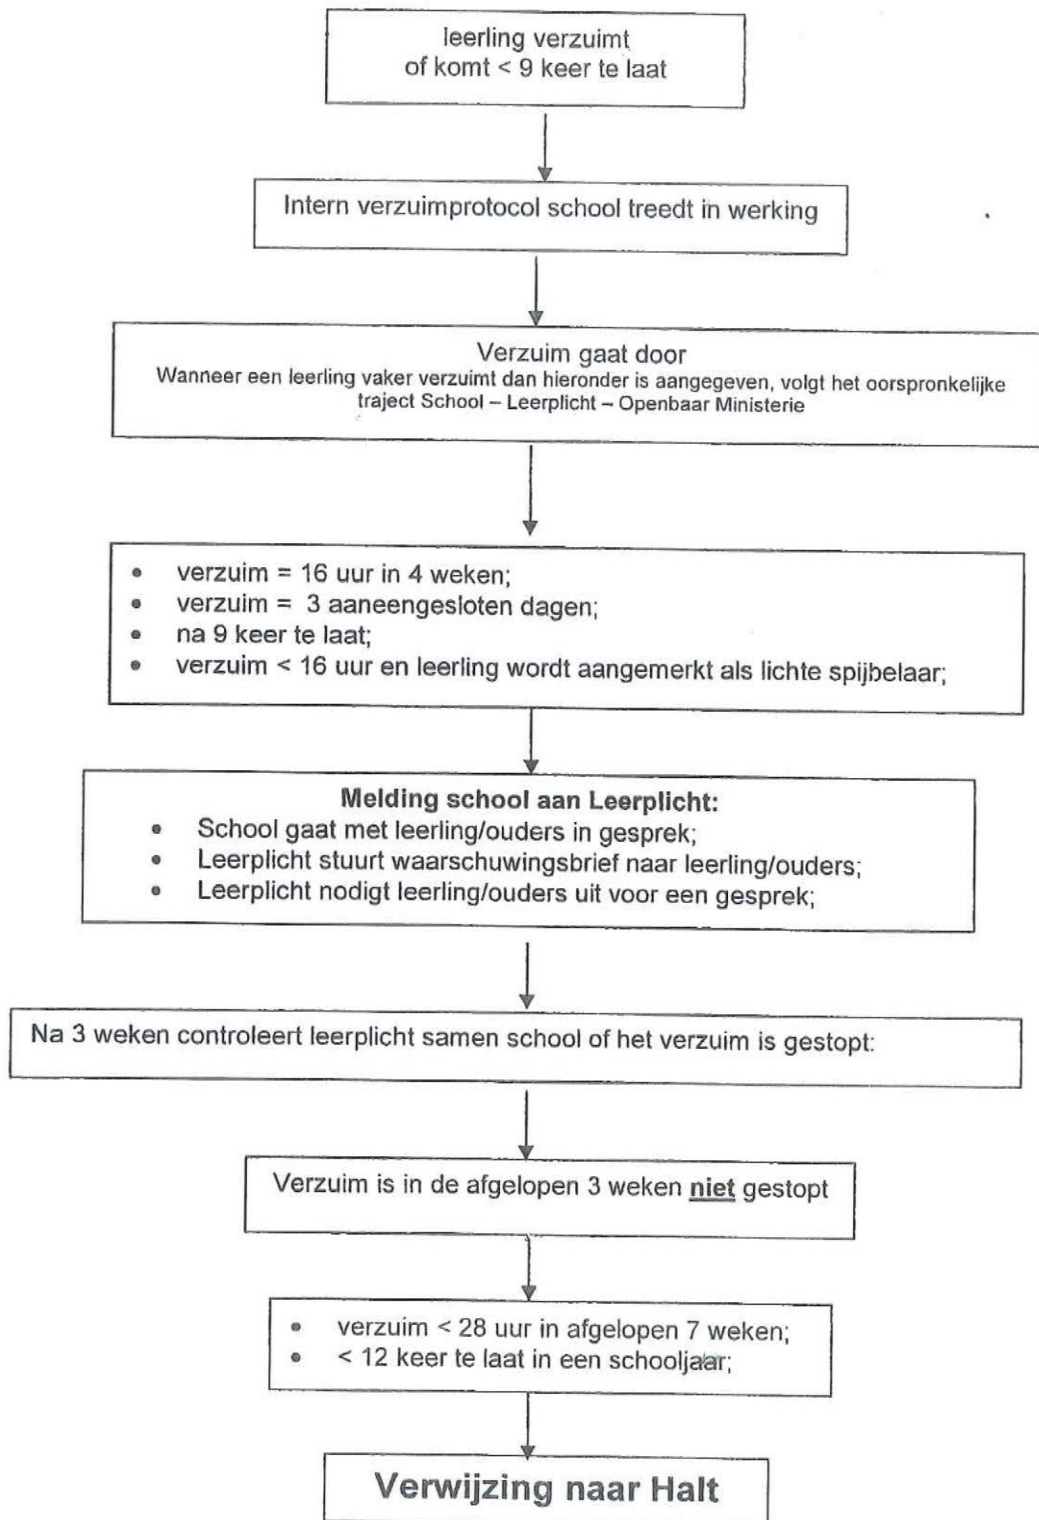 leerling verzuimt
of komt < 9 keer te laat
Intern verzuimprotocol school treedt in werking
Verzuim gaat door
Wanneer een leerling vaker verzuimt dan hieronder is aangegeven, volgt het oorspronkelijke
traject School – Leerplicht – Openbaar Ministerie
• verzuim = 16 uur in 4 weken;
• verzuim = 3 aaneengesloten dagen;
• na 9 keer te laat;
• verzuim < 16 uur en leerling wordt aangemerkt als lichte spijbelaar;
Melding school aan Leerplicht:
• School gaat met leerling/ouders in gesprek;
• Leerplicht stuurt waarschuwingsbrief naar leerling/ouders;
• Leerplicht nodigt leerling/ouders uit voor een gesprek;
Na 3 weken controleert leerplicht samen school of het verzuim is gestopt:
Verzuim is in de afgelopen 3 weken niet gestopt
• verzuim < 28 uur in afgelopen 7 weken;
• < 12 keer te laat in een schooljaar;
Verwijzing naar Halt